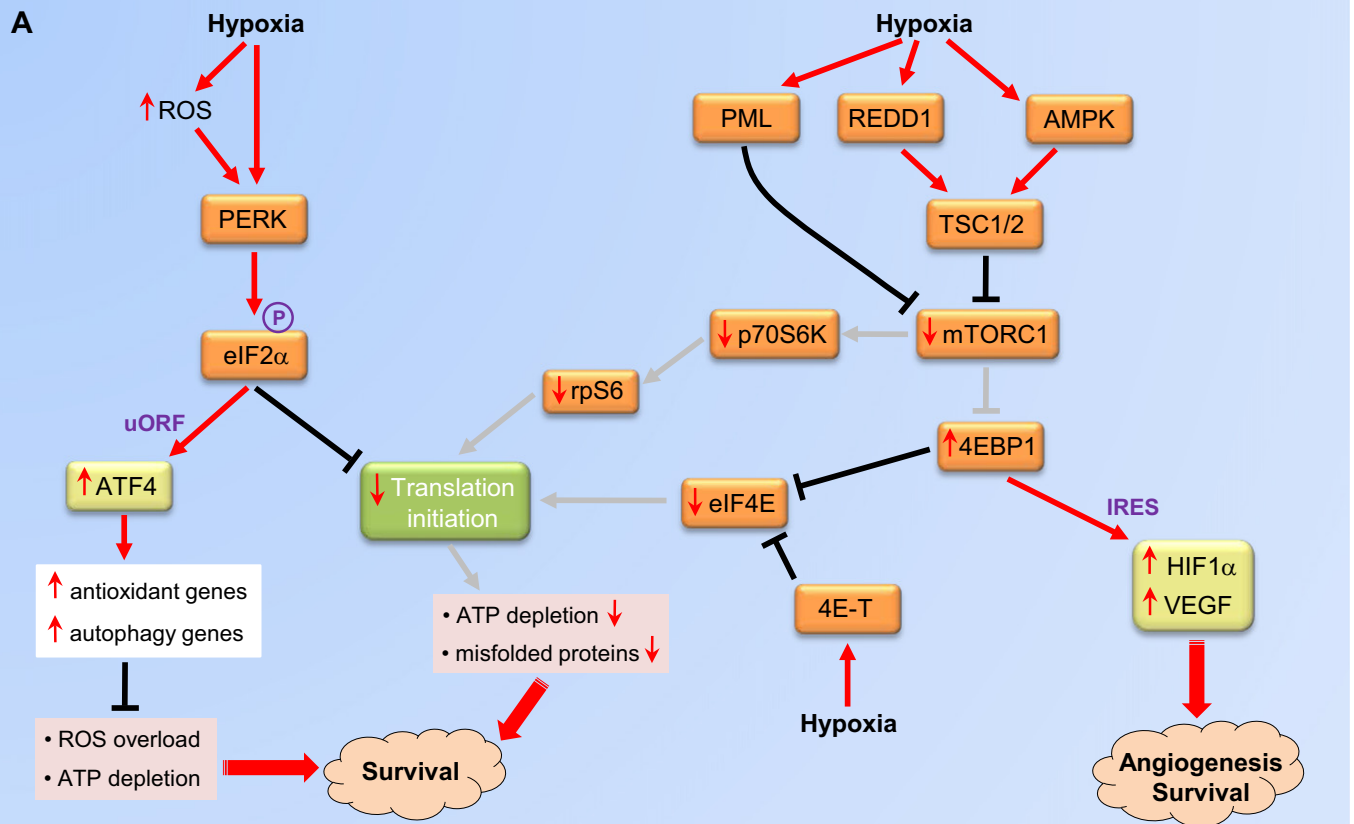 A
Hypoxia
↑ROS
PERK
P
eIF2α
uORF
↑ATF4
↑ antioxidant genes
↑ autophagy genes
• ROS overload
• ATP depletion
Survival
↓ Translation
initiation
• ATP depletion ↓
• misfolded proteins ↓
Hypoxia
PML
REDD1
AMPK
TSC1/2
↓ mTORC1
↓ p70S6K
↓ rpS6
↑4EBP1
↓ eIF4E
4E-T
Hypoxia
IRES
↑ HIF1α
↑ VEGF
Angiogenesis
Survival